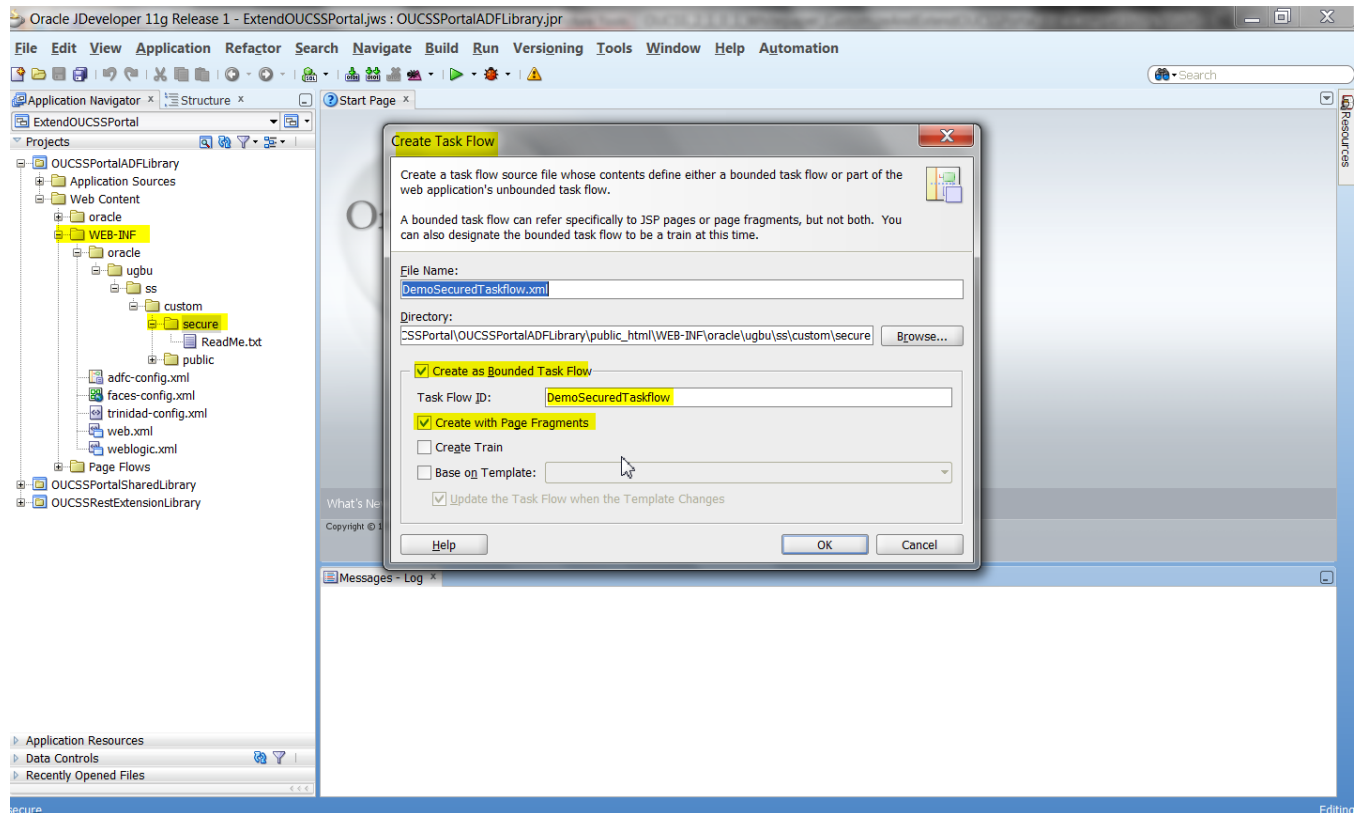 Oracle JDeveloper 11g Release 1 - ExtendOUCSSPortal.jws : OUCSSPortalADFLibrary.jpr
File Edit View Application Refactor Search Navigate Build Run Versioning Tools Window Help Automation
Search
Application Navigator Structure
Start Page
ExtendOUCSSPortal
Projects
OUCSSPortalADFLibrary
Application Sources
Web Content
oracle
WEB-INF
oracle
ugbu
ss
custom
secure
ReadMe.txt
public
adfc-config.xml
faces-config.xml
trinidad-config.xml
web.xml
weblogic.xml
Page Flows
OUCSSPortalSharedLibrary
OUCSSRestExtensionLibrary
Application Resources
Data Controls
Recently Opened Files
Resources
What's Ne
Copyright © 1
Create Task Flow
Create a task flow source file whose contents define either a bounded task flow or part of the
web application's unbounded task flow.
A bounded task flow can refer specifically to JSP pages or page fragments, but not both. You
can also designate the bounded task flow to be a train at this time.
File Name:
DemoSecuredTaskflow.xml
Directory:
CSSPortal\OUCSSPortalADFLibrary\public_html\WEB-INF\oracle\ugbu\ss\custom\secure Browse...
Create as Bounded Task Flow
Task Flow ID: DemoSecuredTaskflow
Create with Page Fragments
Create Train
Base on Template:
Update the Task Flow when the Template Changes
Help OK Cancel
Messages - Log
secure Editing